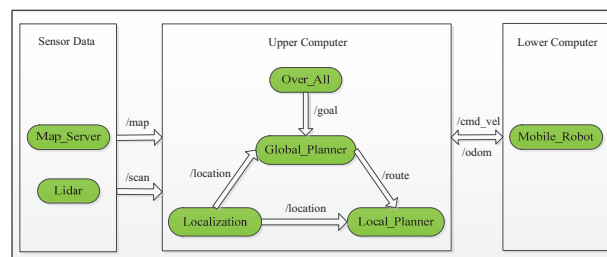 Sensor Data
Upper Computer
Lower Computer
Over_All
/goal
/map
/cmd_vel
Map_Server
Global_Planner
Mobile_Robot
/odom
/scan
/location
/route
Lidar
/location
Localization
Local_Planner